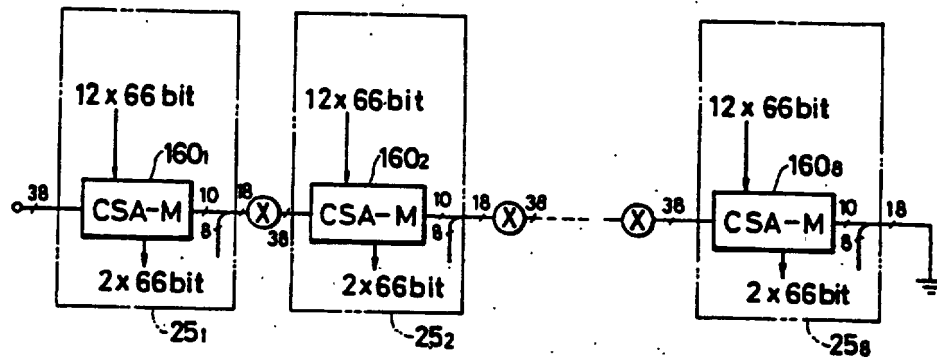 12 x 66 bit
160₁
38
CSA-M
10
18
8
X
38
2 x 66 bit
25₁
12 x 66 bit
160₂
CSA-M
10
18
8
X
38
2 x 66 bit
25₂
X
38
12 x 66 bit
160₈
CSA-M
10
18
8
2 x 66 bit
25₈